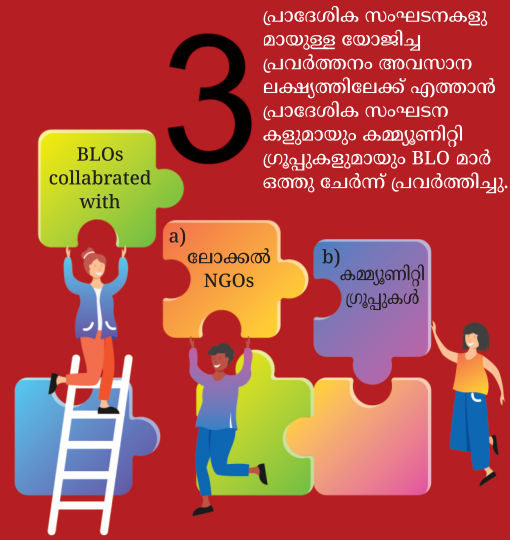 3
പ്രാദേശിക സംഘടനകളു
മായുള്ള യോജിച്ച
പ്രവർത്തനം അവസാന
ലക്ഷ്യത്തിലേക്ക് എത്താൻ
പ്രാദേശിക സംഘടന
കളുമായും കമ്മ്യൂണിറ്റി
ഗ്രൂപ്പുകളുമായും BLO മാർ
ഒത്തു ചേർന്ന് പ്രവർത്തിച്ചു.
BLOs
collabrated
with
a)
ലോക്കൽ
NGOs
b)
കമ്മ്യൂണിറ്റി
ഗ്രൂപ്പുകൾ